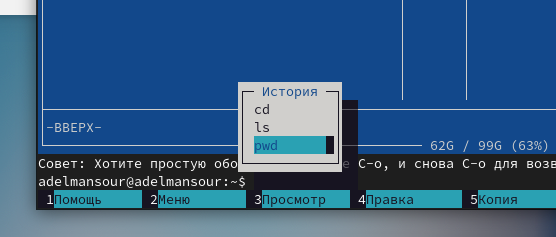 История
cd
ls
pwd
-ВВЕРХ-
62G / 99G (63%)
Совет: Хотите простую обо е C-o, и снова C-o для возв
adelmansour@adelmansour:~$
1Помощь 2Меню 3Просмотр 4Правка 5Копия